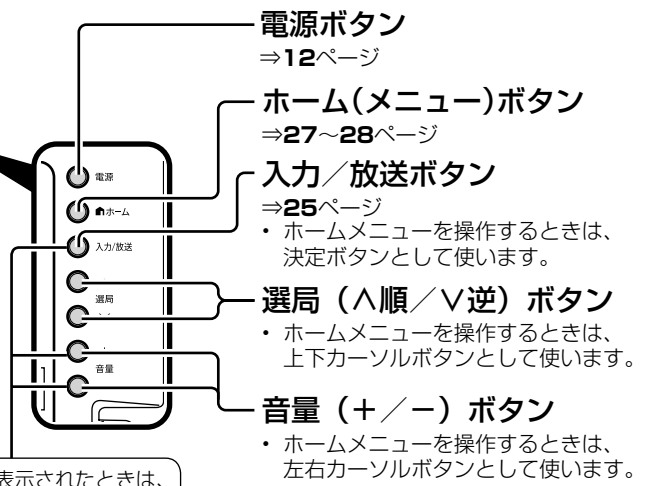 電源ボタン
⇒12ページ
ホーム(メニュー)ボタン
⇒27～28ページ
入力／放送ボタン
⇒25ページ
・ ホームメニューを操作するときは、
決定ボタンとして使います。
選局（∧順／∨逆）ボタン
・ ホームメニューを操作するときは、
上下カーソルボタンとして使います。
音量（＋／－）ボタン
・ ホームメニューを操作するときは、
左右カーソルボタンとして使います。
電源
ホーム
入力/放送
選局
音量
表示されたときは、